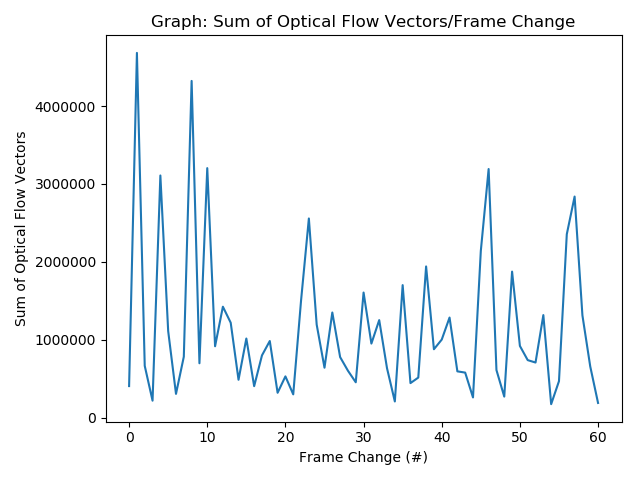 Graph: Sum of Optical Flow Vectors/Frame Change
Sum of Optical Flow Vectors
4000000
3000000
2000000
1000000
0
0 10 20 30 40 50 60
Frame Change (#)